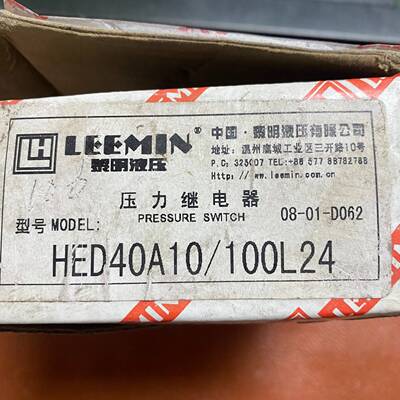 LEEMIN®
黎明液压
中国·黎明液压有限公司
地址：温州鹿城工业区三开路10号
P.C: 325007 TEL:+86 577 88782788
Http://www.leemin.com.cn
压力继电器
PRESSURE SWITCH
08-01-D062
型号 MODEL:
HED40A10/100L24